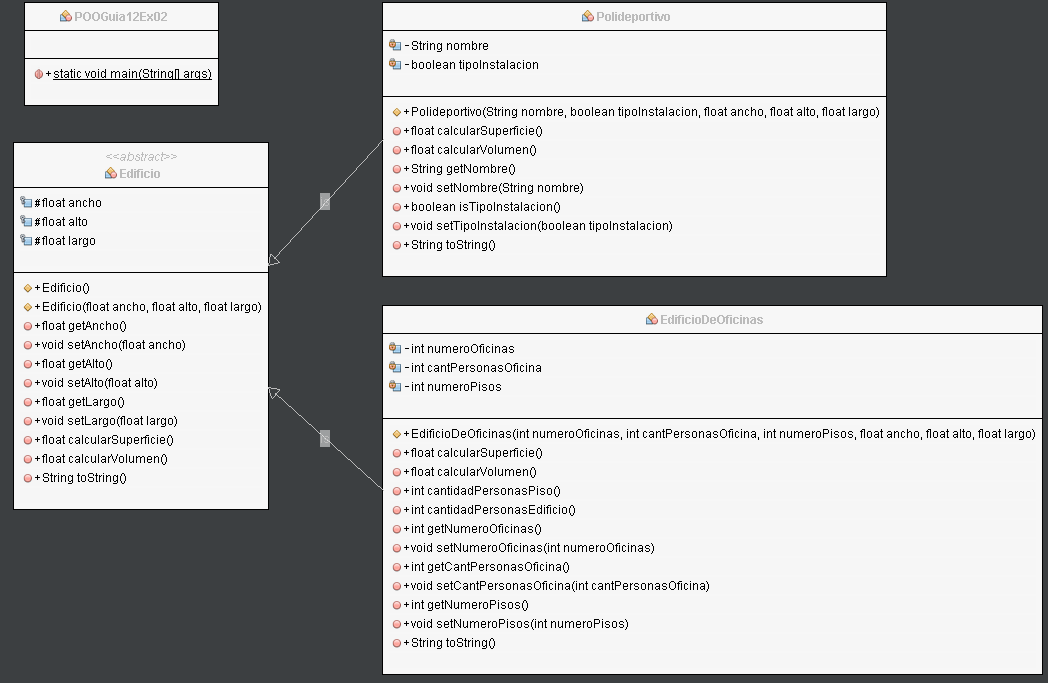 POOGuia12Ex02
+static void main(String[] args)
<<abstract>>
Edificio
#float ancho
#float alto
#float largo
+Edificio()
+Edificio(float ancho, float alto, float largo)
+float getAncho()
+void setAncho(float ancho)
+float getAlto()
+void setAlto(float alto)
+float getLargo()
+void setLargo(float largo)
+float calcularSuperficie()
+float calcularVolumen()
+String toString()
Polideportivo
-String nombre
-boolean tipoInstalacion
+Polideportivo(String nombre, boolean tipoInstalacion, float ancho, float alto, float largo)
+float calcularSuperficie()
+float calcularVolumen()
+String getNombre()
+void setNombre(String nombre)
+boolean isTipoInstalacion()
+void setTipoInstalacion(boolean tipoInstalacion)
+String toString()
EdificioDeOficinas
-int numeroOficinas
-int cantPersonasOficina
-int numeroPisos
+EdificioDeOficinas(int numeroOficinas, int cantPersonasOficina, int numeroPisos, float ancho, float alto, float largo)
+float calcularSuperficie()
+float calcularVolumen()
+int cantidadPersonasPiso()
+int cantidadPersonasEdificio()
+int getNumeroOficinas()
+void setNumeroOficinas(int numeroOficinas)
+int getCantPersonasOficina()
+void setCantPersonasOficina(int cantPersonasOficina)
+int getNumeroPisos()
+void setNumeroPisos(int numeroPisos)
+String toString()